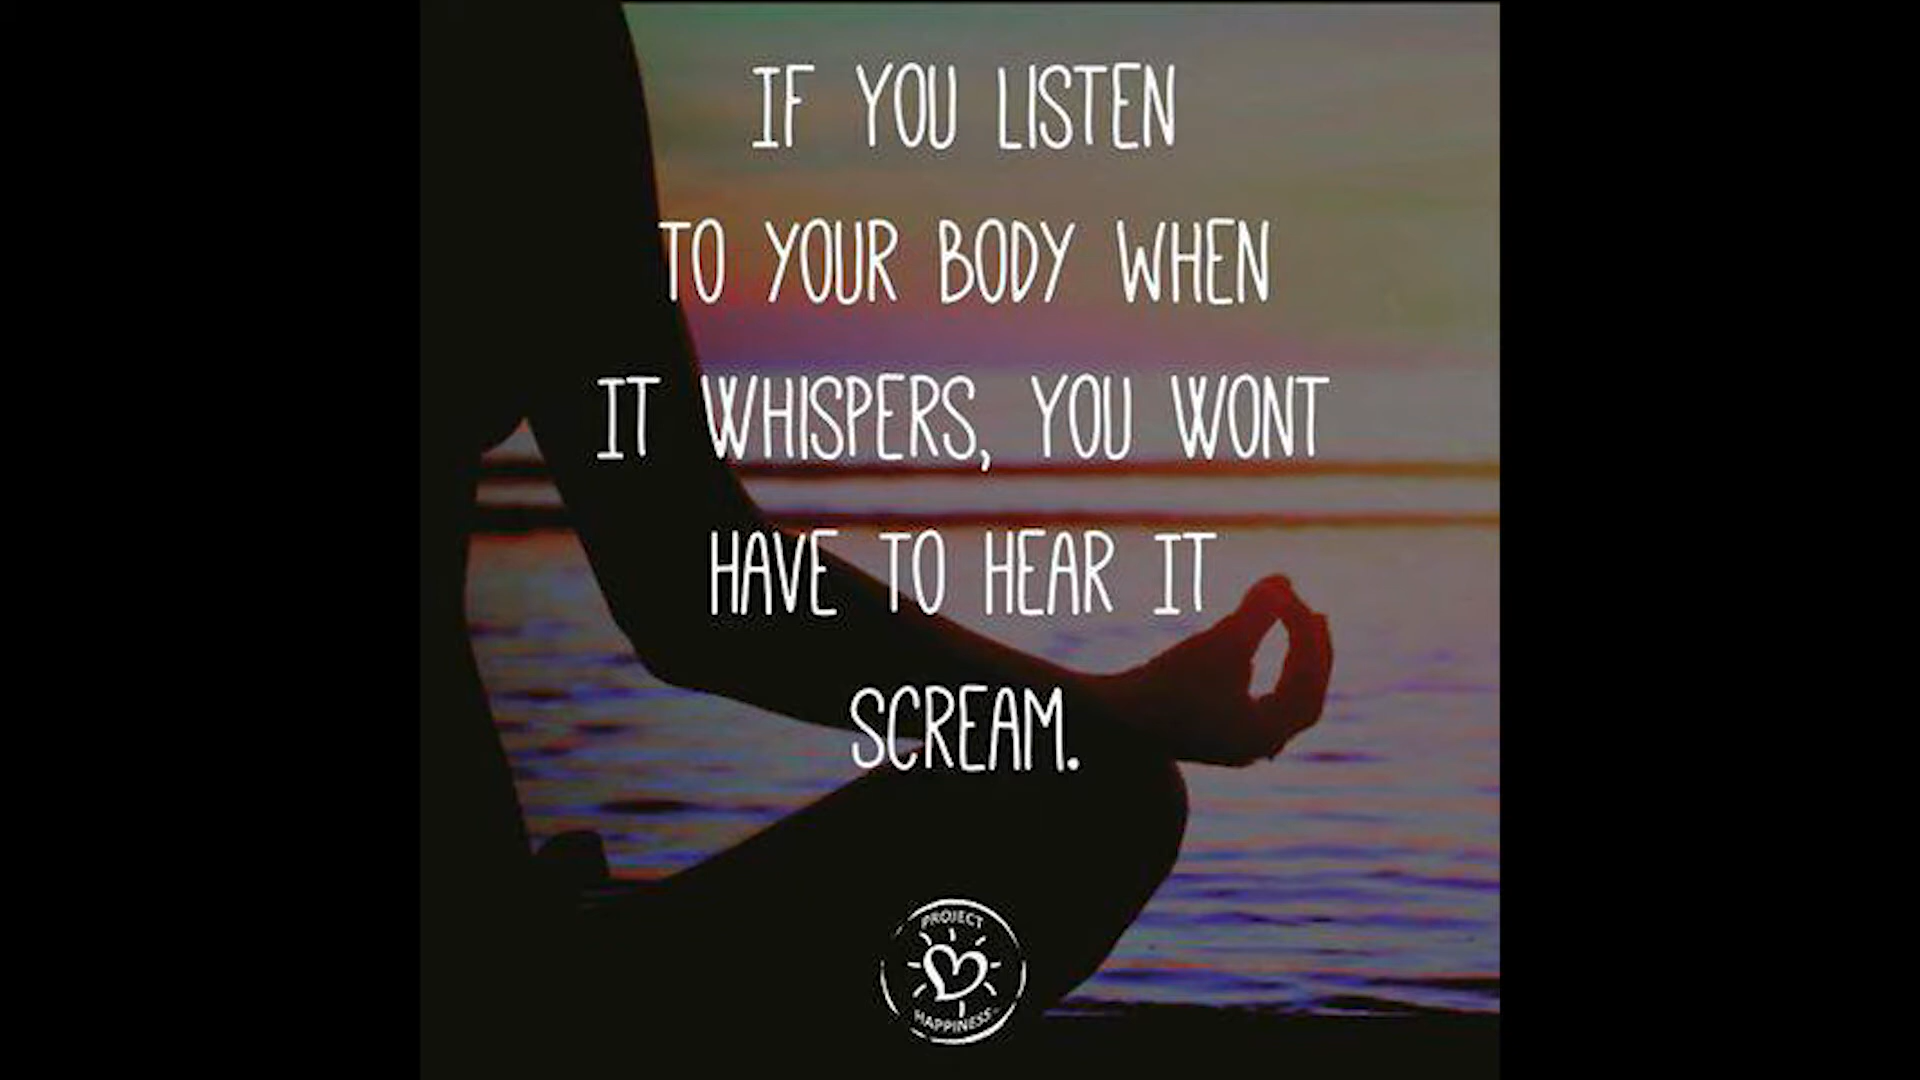 IF YOU LISTEN
TO YOUR BODY WHEN
IT WHISPERS, YOU WONT
HAVE TO HEAR IT
SCREAM.
PROJECT
HAPPINESS